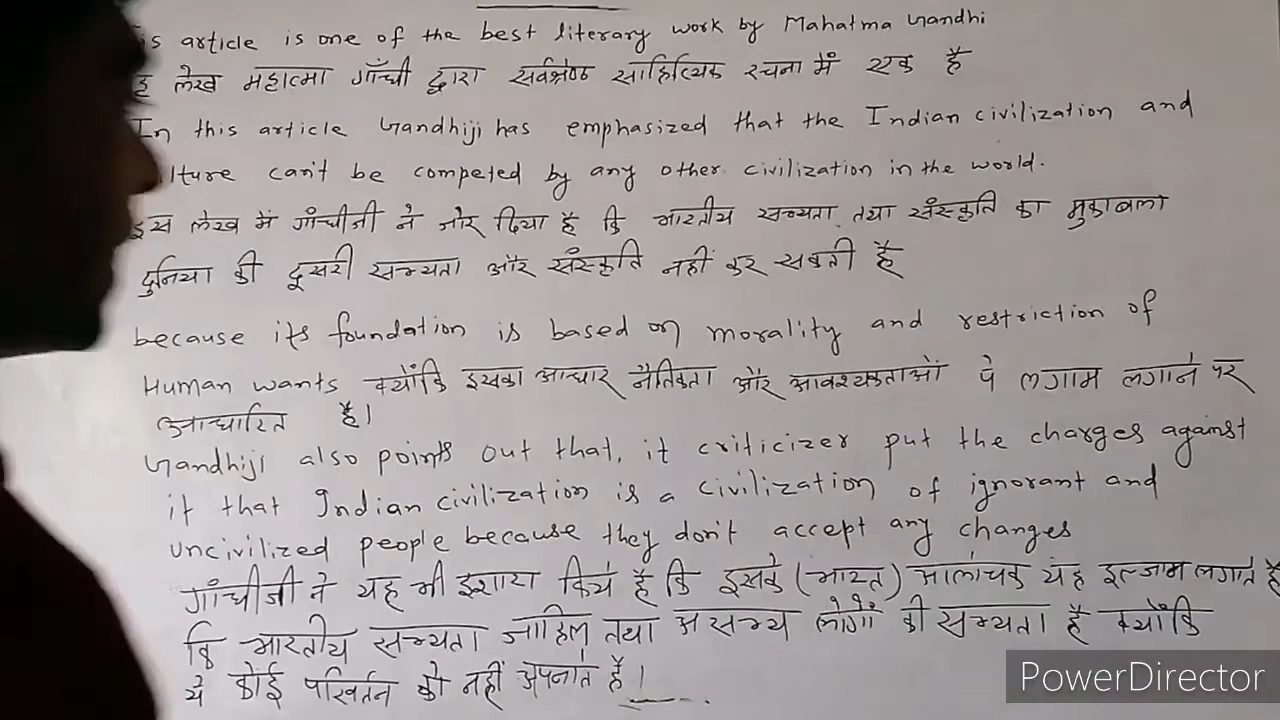 is article is one of the best literary work by Mahatma Gandhi
ह लेख महात्मा गाँधी द्वारा सर्वश्रेष्ठ साहित्यिक रचना में एक है
In this article Gandhiji has emphasized that the Indian civilization and
lture can't be competed by any other civilization in the world.
इस लेख में गाँधीजी ने जोर दिया है कि भारतीय सभ्यता तथा संस्कृति का मुकाबला
दुनिया की दूसरी सभ्यता और संस्कृति नहीं कर सकती है
because its foundation is based on morality and restriction of
Human wants क्योंकि इसका आधार नैतिकता और आवश्यकताओं पे लगाम लगाने पर
आधारित है।
Gandhiji also points out that, it criticizer put the charges against
it that Indian civilization is a civilization of ignorant and
uncivilized people because they don't accept any changes
गाँधीजी ने यह भी इशारा किये है कि इसके (भारत) आलोचक यह इल्जाम लगाते है
कि भारतीय सभ्यता जाहिल तथा असभ्य लोगों की सभ्यता है क्योंकि
ये कोई परिवर्तन को नहीं अपनाते है।
PowerDirector